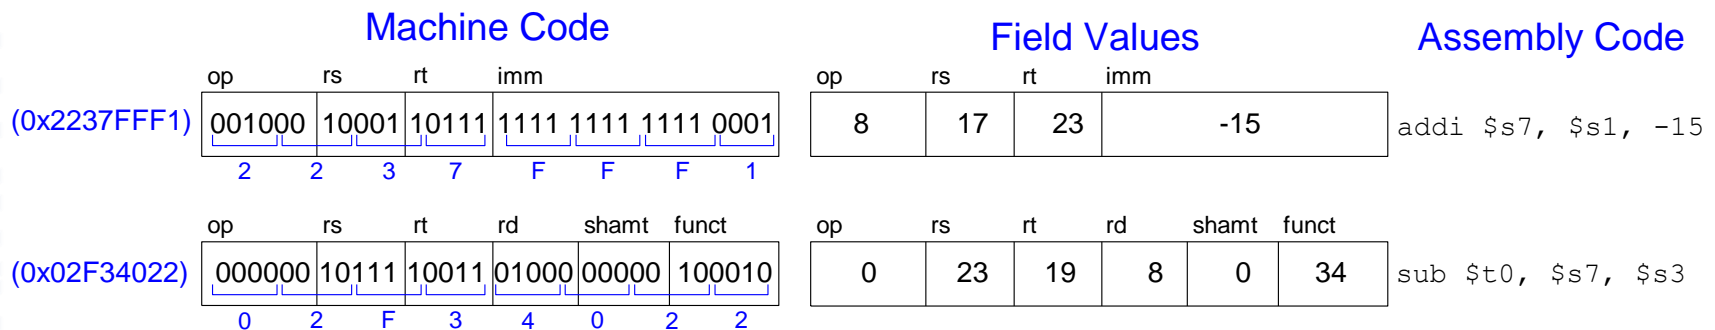 Machine Code Field Values Assembly Code
op rs rt imm op rs rt imm
(0x2237FFF1) 001000 10001 10111 1111 1111 1111 0001 8 17 23 -15 addi $s7, $s1, -15
2 2 3 7 F F F 1
op rs rt rd shamt funct op rs rt rd shamt funct
(0x02F34022) 000000 10111 10011 01000 00000 100010 0 23 19 8 0 34 sub $t0, $s7, $s3
0 2 F 3 4 0 2 2